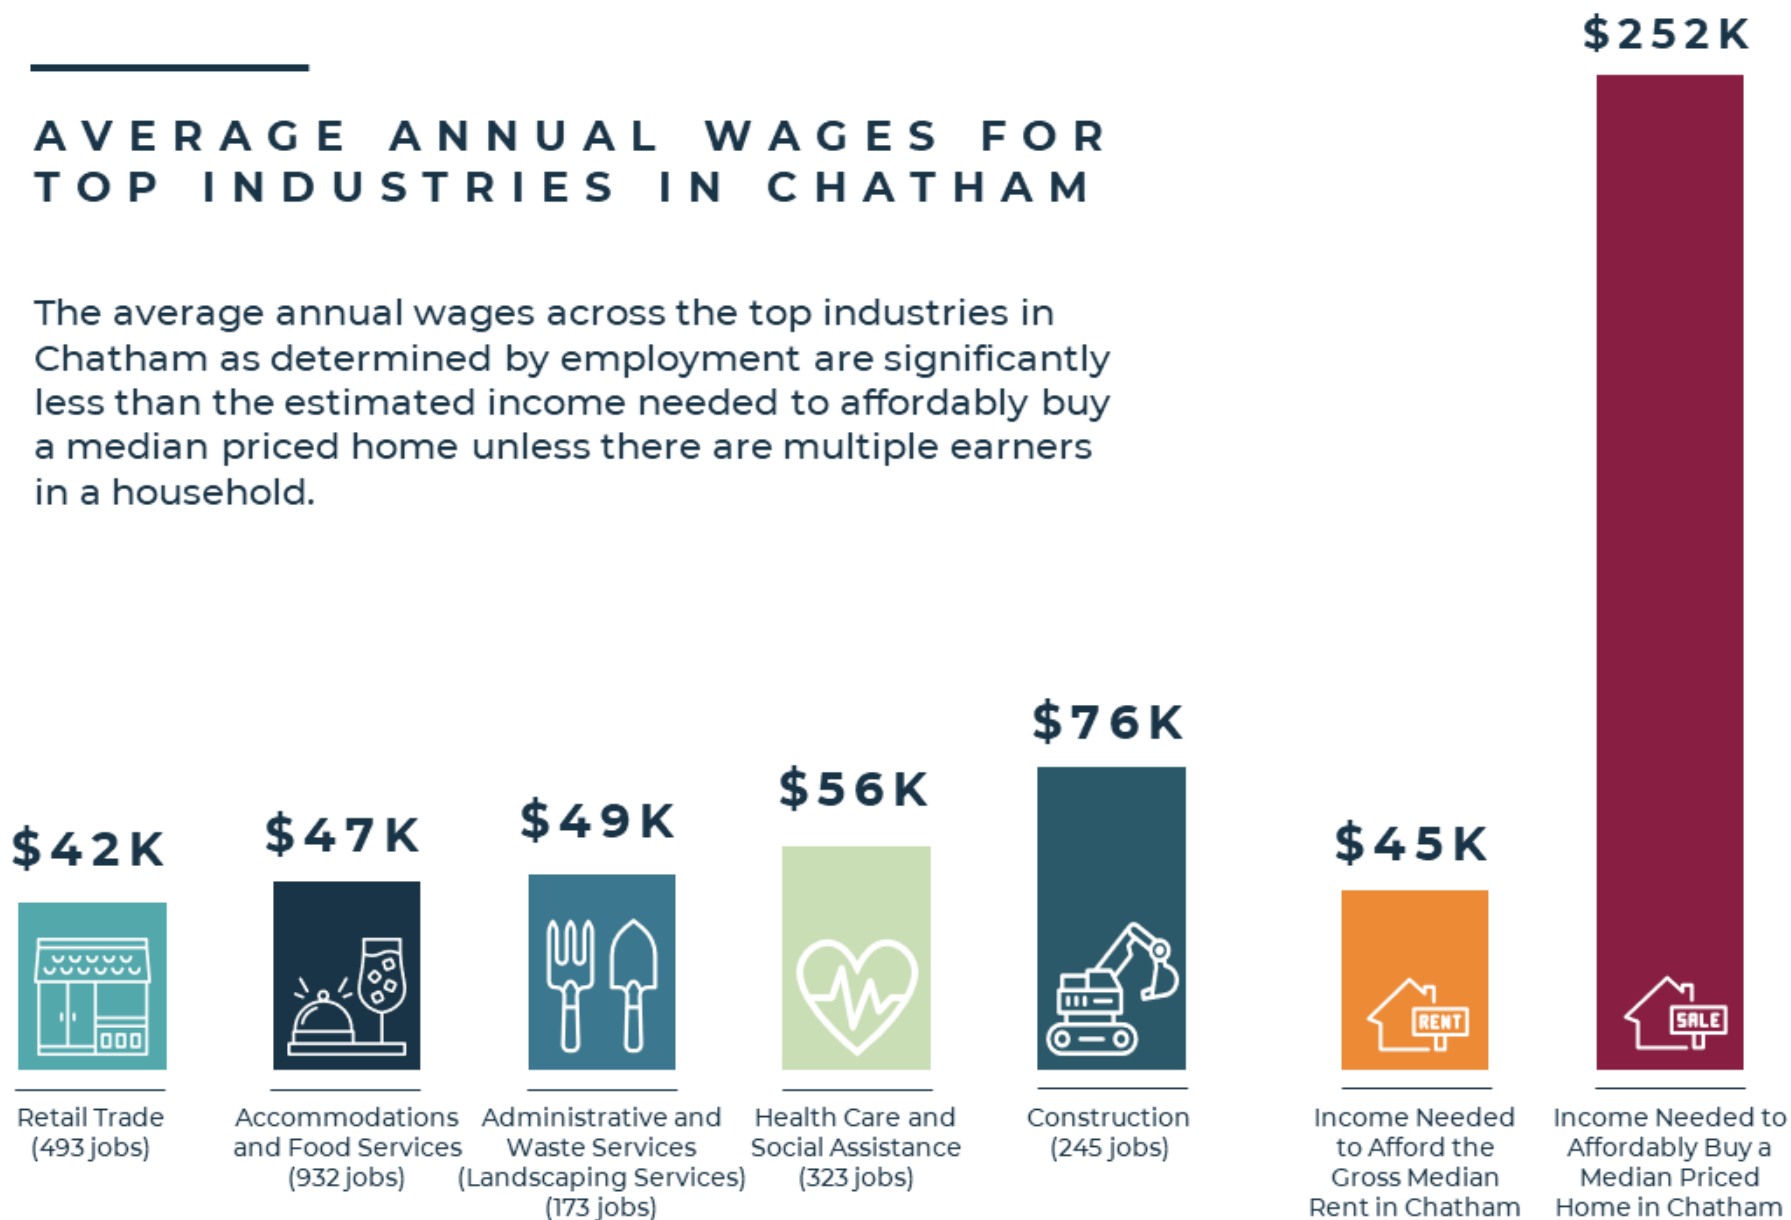 AVERAGE ANNUAL WAGES FOR
TOP INDUSTRIES IN CHATHAM
The average annual wages across the top industries in
Chatham as determined by employment are significantly
less than the estimated income needed to affordably buy
a median priced home unless there are multiple earners
in a household.
$42K
Retail Trade
(493 jobs)
$47K
Accommodations
and Food Services
(932 jobs)
$49K
Administrative and
Waste Services
(Landscaping Services)
(173 jobs)
$56K
Health Care and
Social Assistance
(323 jobs)
$76K
Construction
(245 jobs)
$45K
RENT
Income Needed
to Afford the
Gross Median
Rent in Chatham
$252K
SALE
Income Needed to
Affordably Buy a
Median Priced
Home in Chatham